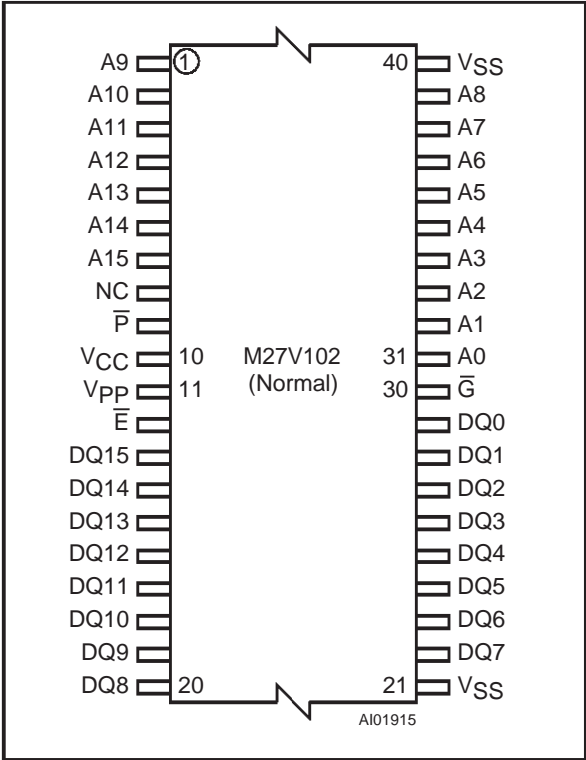 A9 1 40 VSS
A10 A8
A11 A7
A12 A6
A13 A5
A14 A4
A15 A3
NC A2
P̅ A1
VCC 10 M27V102 31 A0
VPP 11 (Normal) 30 G̅
E̅ DQ0
DQ15 DQ1
DQ14 DQ2
DQ13 DQ3
DQ12 DQ4
DQ11 DQ5
DQ10 DQ6
DQ9 DQ7
DQ8 20 21 VSS
AI01915